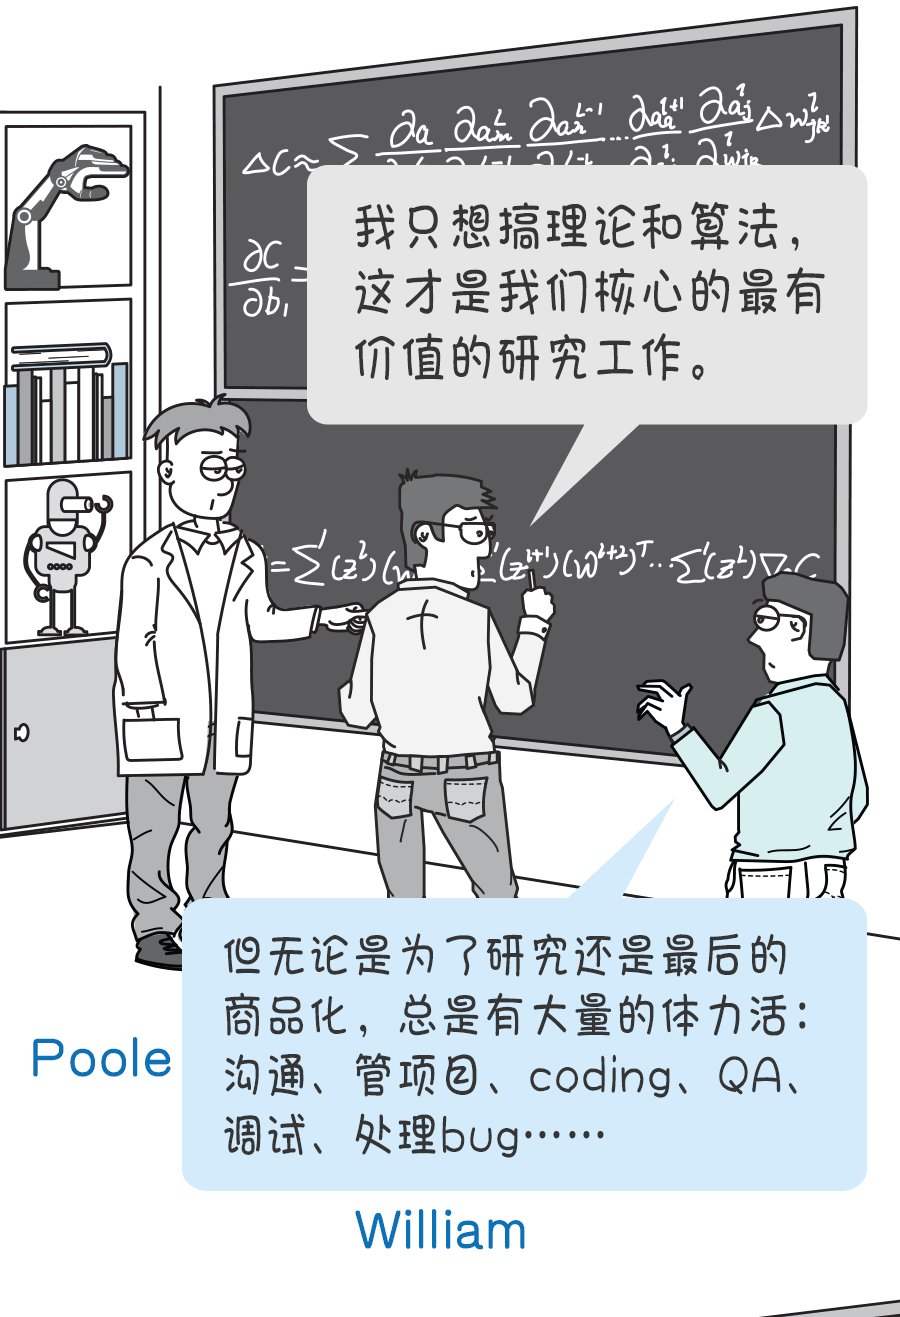 我只想搞理论和算法，
这才是我们核心的最有
价值的研究工作。
但无论是为了研究还是最后的
商品化，总是有大量的体力活：
沟通、管项目、coding、QA、
调试、处理bug……
Poole
William